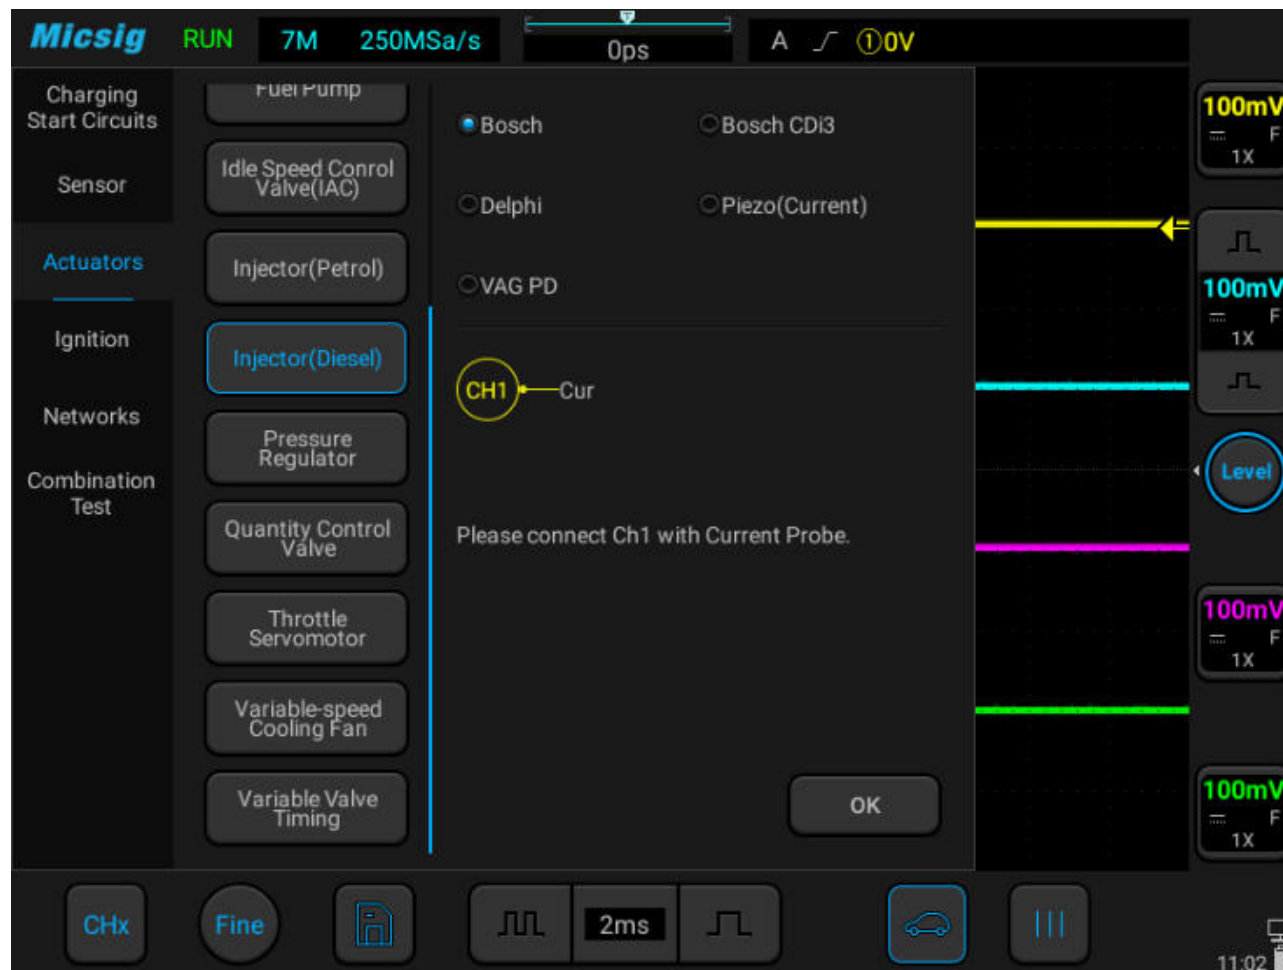 Micsig RUN 7M 250MSa/s T 0ps A ①0V
Charging
Start Circuits
Sensor
Actuators
Ignition
Networks
Combination
Test
Fuel Pump
Idle Speed Conrol
Valve(IAC)
Injector(Petrol)
Injector(Diesel)
Pressure
Regulator
Quantity Control
Valve
Throttle
Servomotor
Variable-speed
Cooling Fan
Variable Valve
Timing
Bosch Bosch CDi3
Delphi Piezo(Current)
VAG PD
CH1 Cur
Please connect Ch1 with Current Probe.
OK
100mV
F
1X
100mV
F
1X
Level
100mV
F
1X
100mV
F
1X
CHx Fine 2ms
11:02